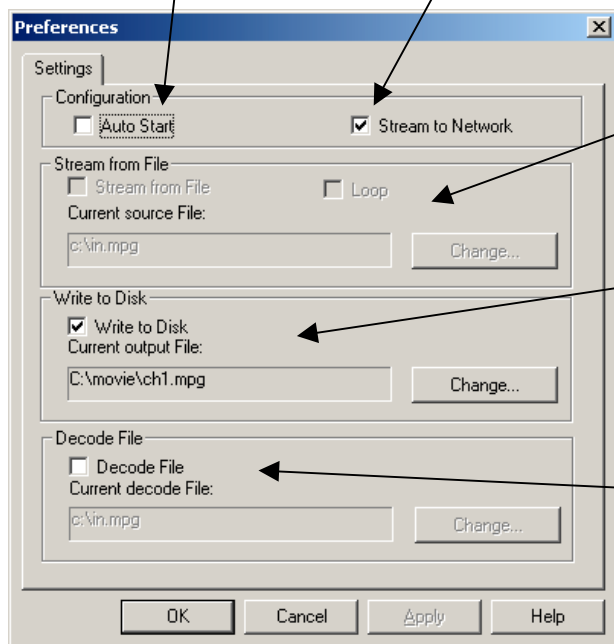 Preferences
Settings
Configuration
Auto Start
Stream to Network
Stream from File
Stream from File
Loop
Current source File:
c:\in.mpg
Change...
Write to Disk
Write to Disk
Current output File:
C:\movie\ch1.mpg
Change...
Decode File
Decode File
Current decode File:
c:\in.mpg
Change...
OK
Cancel
Apply
Help